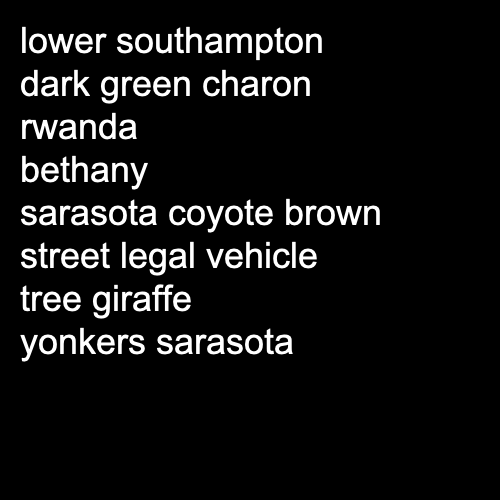 lower southampton
dark green charon
rwanda
bethany
sarasota coyote brown
street legal vehicle
tree giraffe
yonkers sarasota